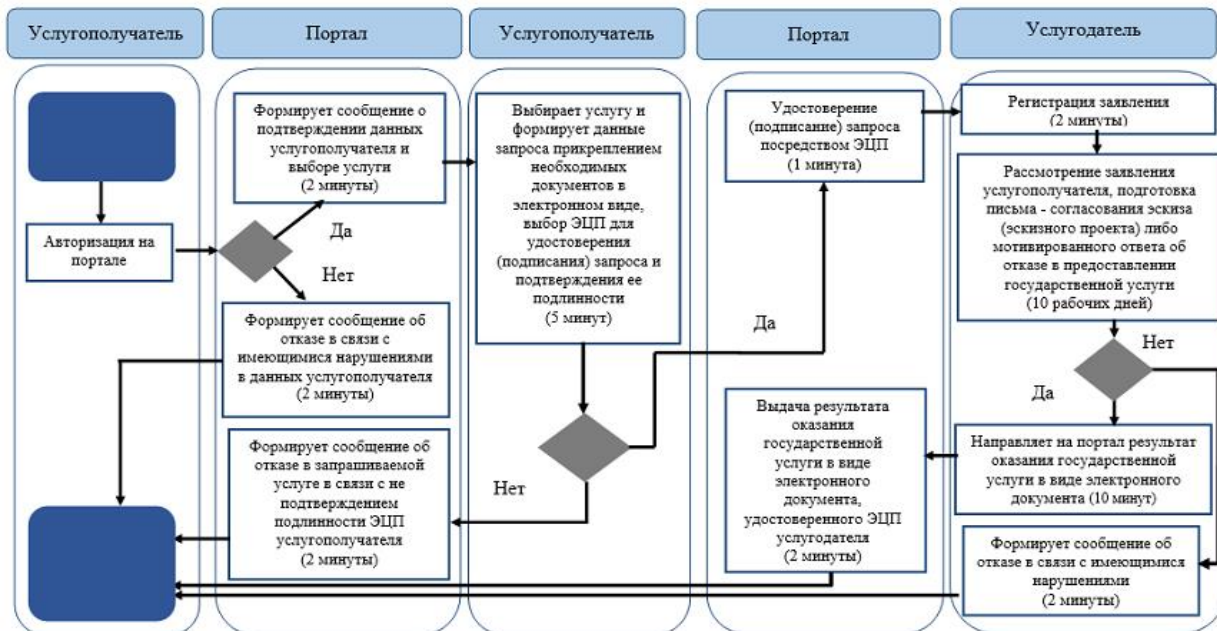 Услугополучатель
Портал
Услугополучатель
Портал
Услугодатель
Авторизация на
портале
Формирует сообщение о
подтверждении данных
услугополучателя и
выборе услуги
(2 минуты)
Да
Нет
Формирует сообщение об
отказе в связи с
имеющимися нарушениями
в данных услугополучателя
(2 минуты)
Формирует сообщение об
отказе в запрашиваемой
услуге в связи с не
подтверждением
подлинности ЭЦП
услугополучателя
(2 минуты)
Выбирает услугу и
формирует данные
запроса прикреплением
необходимых
документов в
электронном виде,
выбор ЭЦП для
удостоверения
(подписания) запроса и
подтверждения ее
подлинности
(5 минут)
Да
Нет
Удостоверение
(подписание) запроса
посредством ЭЦП
(1 минута)
Выдача результата
оказания
государственной
услуги в виде
электронного
документа,
удостоверенного ЭЦП
услугодателя
(2 минуты)
Регистрация заявления
(2 минуты)
Рассмотрение заявления
услугополучателя, подготовка
письма - согласования эскиза
(эскизного проекта) либо
мотивированного ответа об
отказе в предоставлении
государственной услуги
(10 рабочих дней)
Нет
Да
Направляет на портал результат
оказания государственной
услуги в виде электронного
документа (10 минут)
Формирует сообщение об
отказе в связи с имеющимися
нарушениями
(2 минуты)